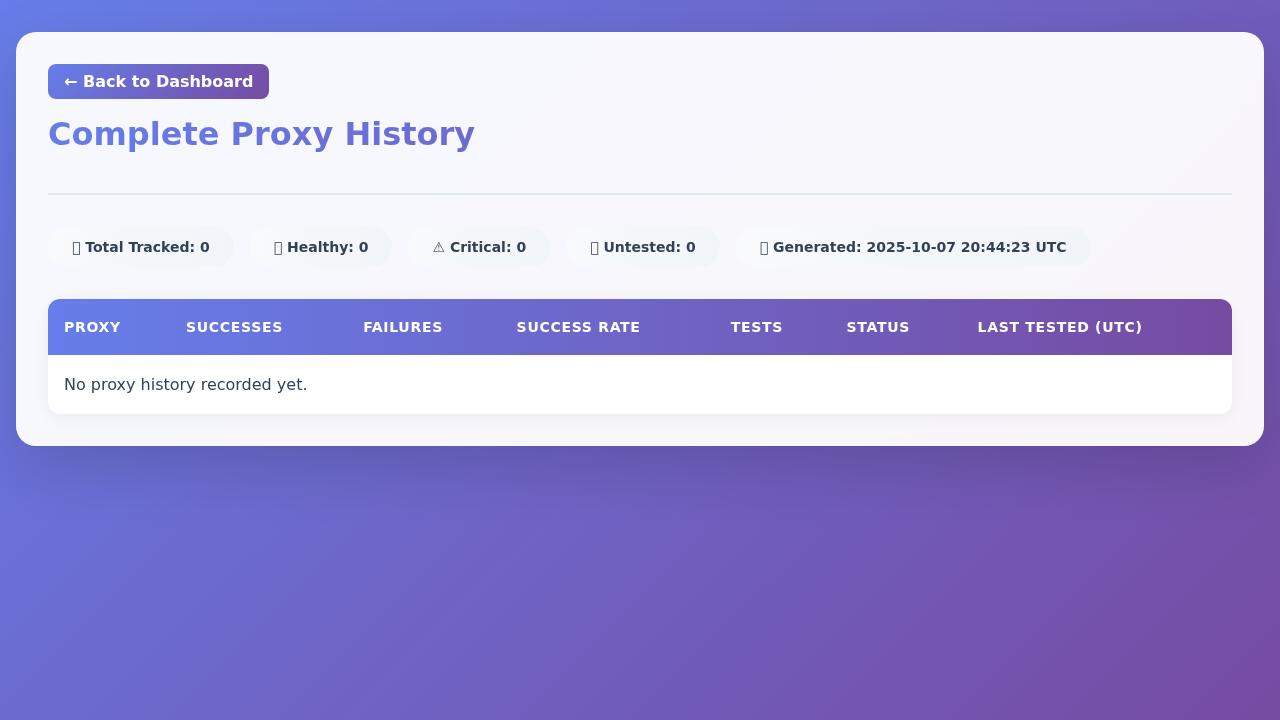 ← Back to Dashboard
Complete Proxy History
Total Tracked: 0 Healthy: 0 ⚠ Critical: 0 Untested: 0 Generated: 2025-10-07 20:44:23 UTC
PROXY SUCCESSES FAILURES SUCCESS RATE TESTS STATUS LAST TESTED (UTC)
No proxy history recorded yet.